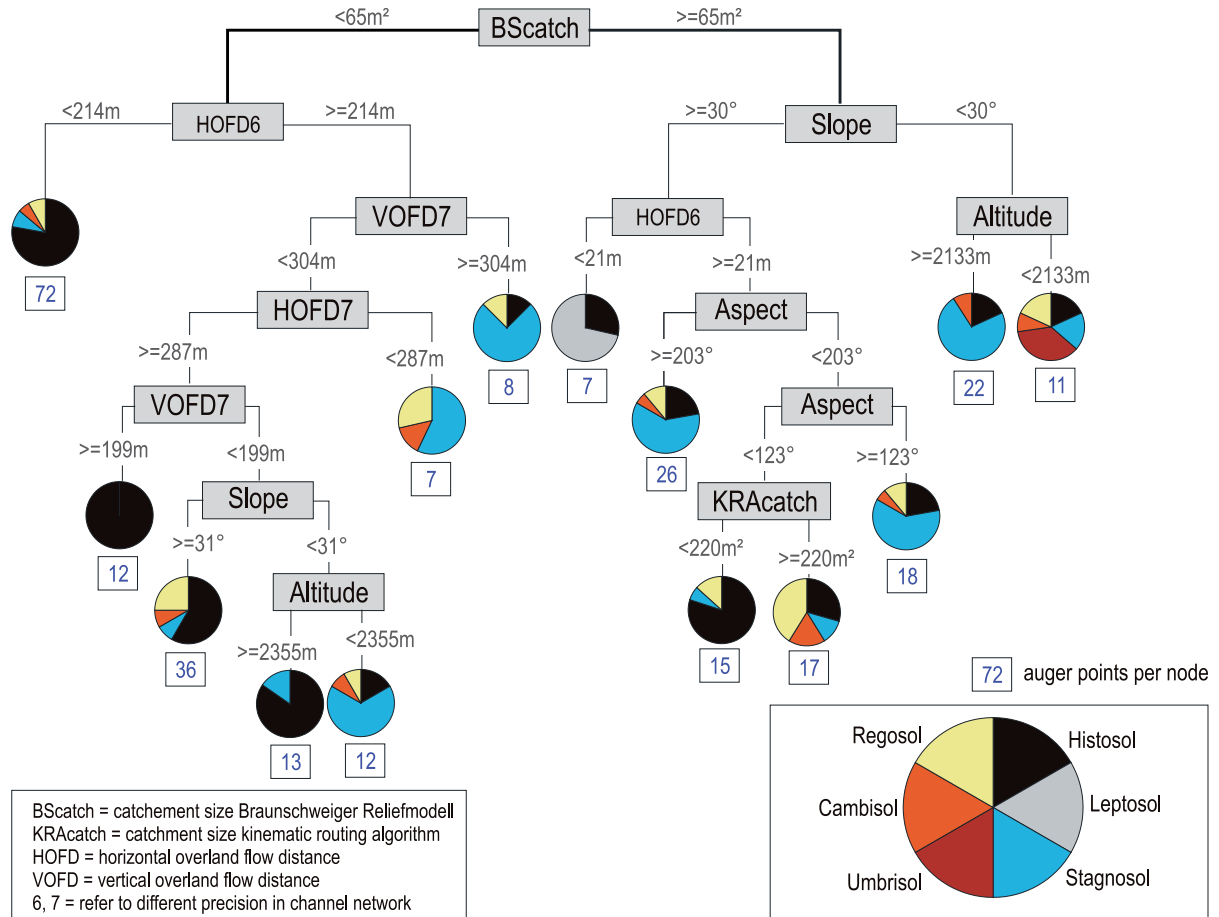 <65m²
BScatch
>=65m²
<214m
HOFD6
>=214m
>=30°
Slope
<30°
VOFD7
HOFD6
Altitude
<304m
>=304m
<21m
>=21m
>=2133m
<2133m
72
HOFD7
Aspect
>=287m
<287m
8
7
>=203°
<203°
22
11
VOFD7
Aspect
>=199m
<199m
7
26
<123°
>=123°
Slope
KRAcatch
>=31°
<31°
12
<220m²
>=220m²
18
Altitude
36
>=2355m
<2355m
15
17
13
12
72 auger points per node
Regosol
Histosol
Cambisol
Leptosol
Umbrisol
Stagnosol
BScatch = catchement size Braunschweiger Reliefmodell
KRAcatch = catchment size kinematic routing algorithm
HOFD = horizontal overland flow distance
VOFD = vertical overland flow distance
6, 7 = refer to different precision in channel network